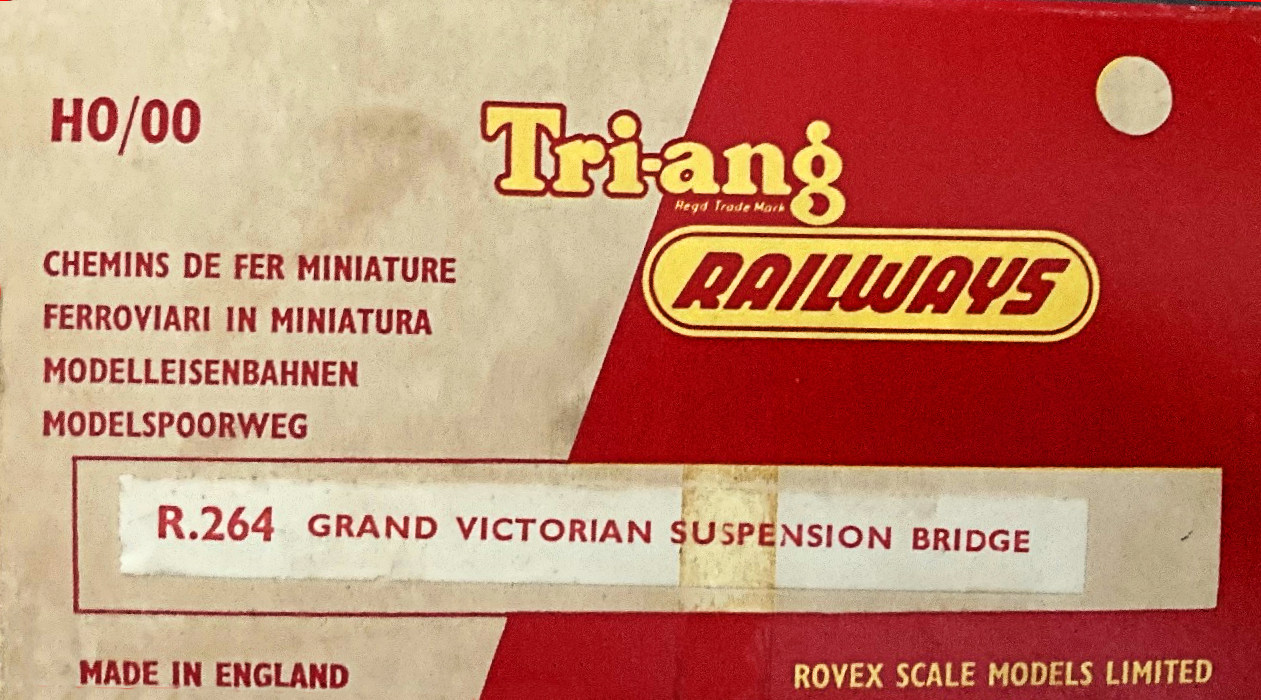 HO/OO
Tri-ang
Regd Trade Mark
RAILWAYS
CHEMINS DE FER MINIATURE
FERROVIARI IN MINIATURA
MODELLEISENBAHNEN
MODELSPOORWEG
R.264 GRAND VICTORIAN SUSPENSION BRIDGE
MADE IN ENGLAND
ROVEX SCALE MODELS LIMITED